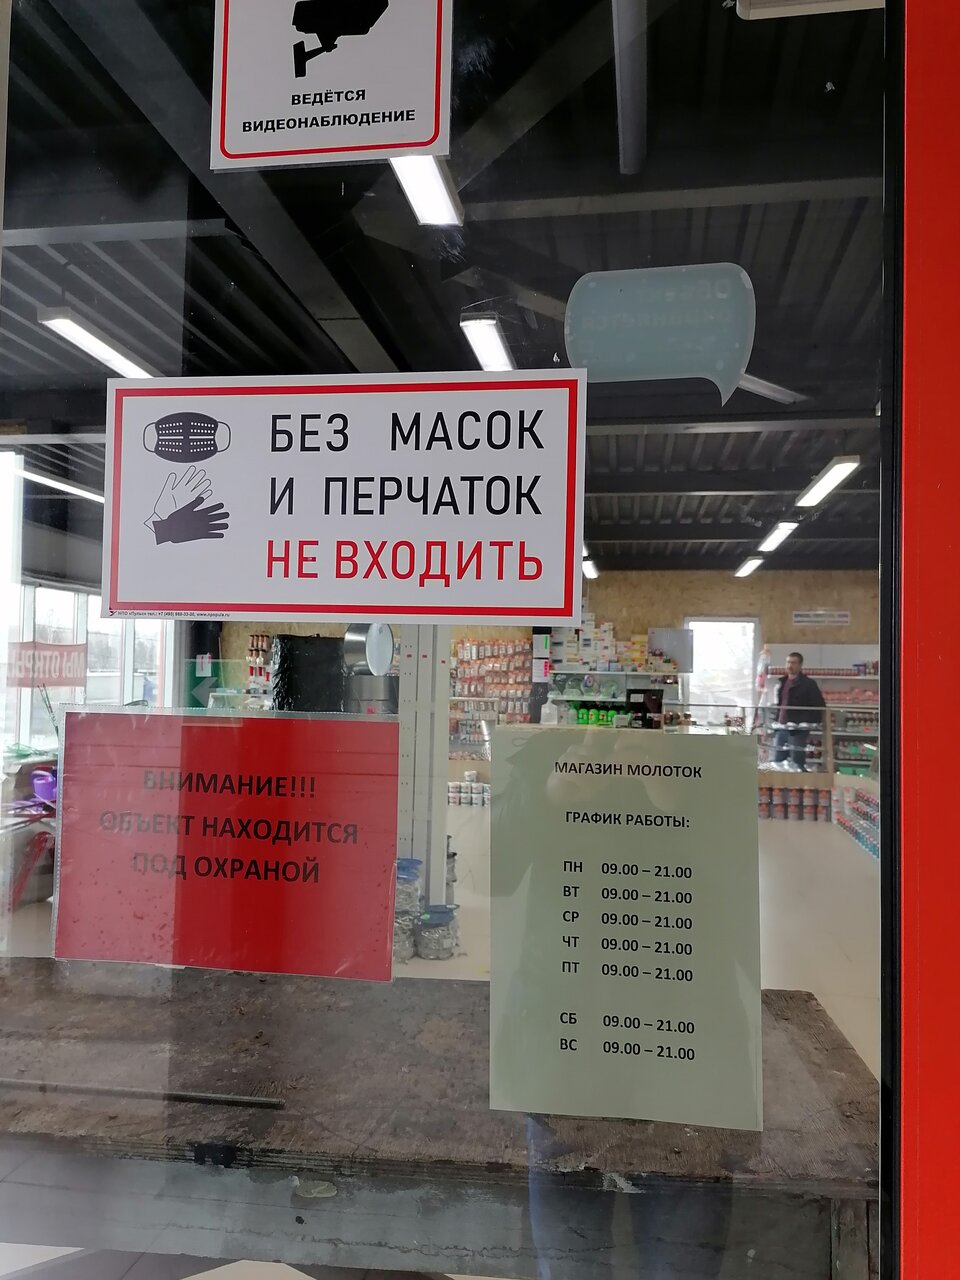 ВЕДЁТСЯ
ВИДЕОНАБЛЮДЕНИЕ
БЕЗ МАСОК
И ПЕРЧАТОК
НЕ ВХОДИТЬ
МЫ ОТКРЫ
ВНИМАНИЕ!!!
ОБЪЕКТ НАХОДИТСЯ
ПОД ОХРАНОЙ
МАГАЗИН МОЛОТОК
ГРАФИК РАБОТЫ:
ПН 09.00 – 21.00
ВТ 09.00 – 21.00
СР 09.00 – 21.00
ЧТ 09.00 – 21.00
ПТ 09.00 – 21.00
СБ 09.00 – 21.00
ВС 09.00 – 21.00